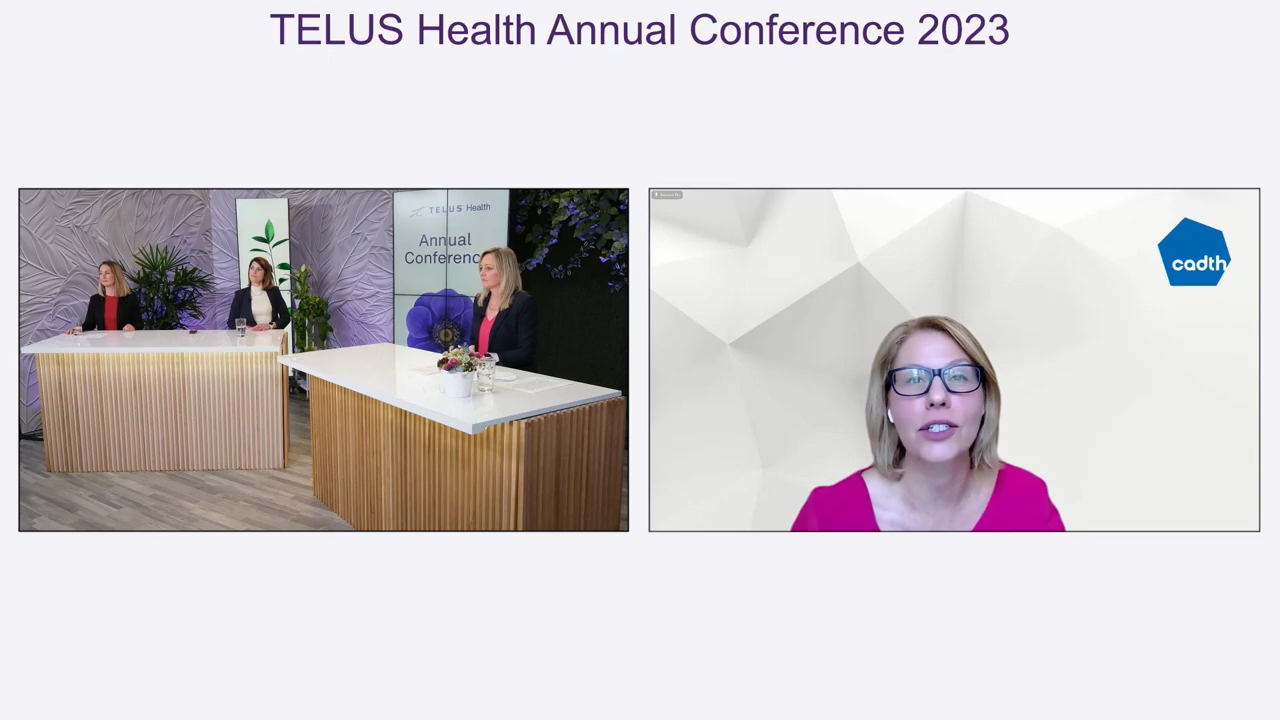 TELUS Health Annual Conference 2023
TELUS Health
Annual
Conferenc
cadth